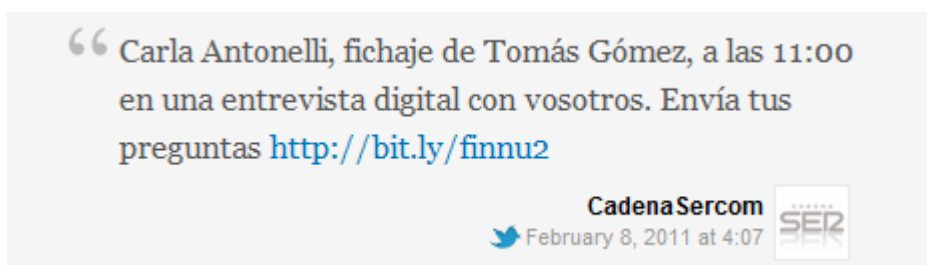 “ Carla Antonelli, fichaje de Tomás Gómez, a las 11:00
en una entrevista digital con vosotros. Envía tus
preguntas http://bit.ly/finnu2
CadenaSercom
February 8, 2011 at 4:07
SER